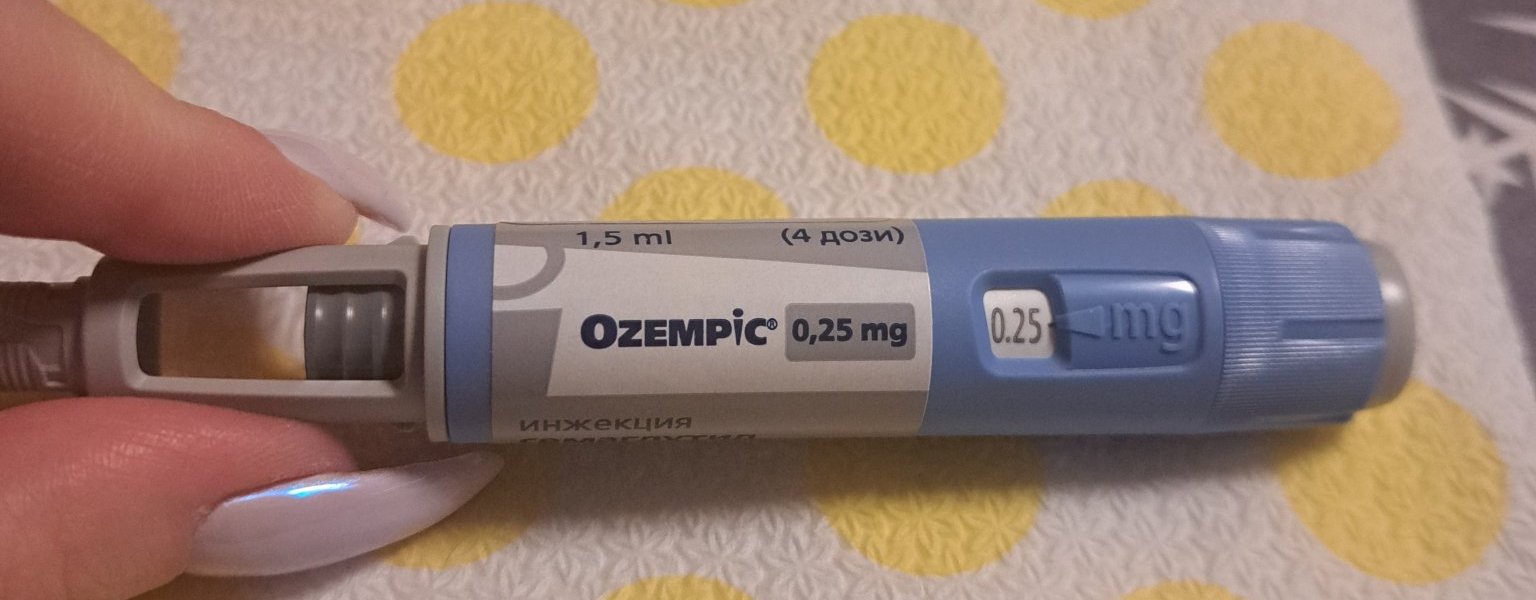 1,5 ml (4 дози)
OZEMPIC® 0,25 mg
0.25 mg
инжекция